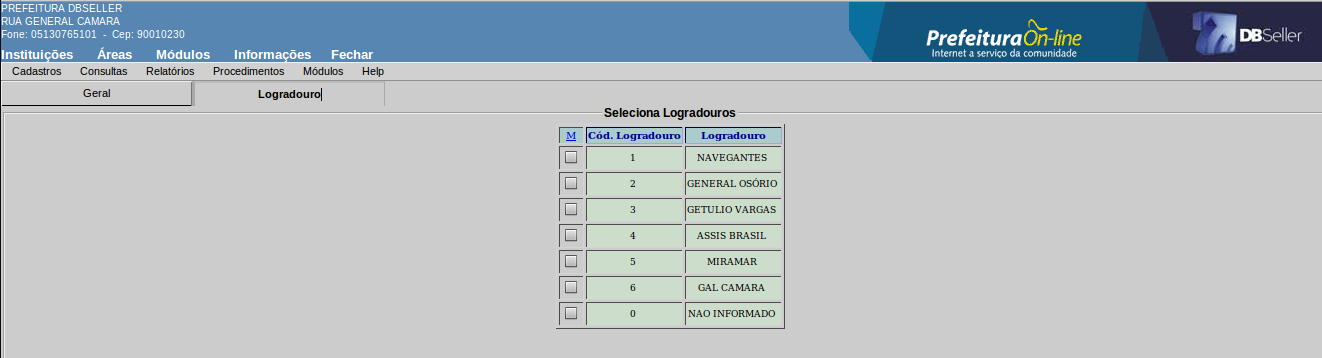 PREFEITURA DBSELLER
RUA GENERAL CAMARA
Fone: 05130765101 - Cep: 90010230
Instituições Áreas Módulos Informações Fechar
Prefeitura On-line
Internet a serviço da comunidade
DBSeller
Cadastros Consultas Relatórios Procedimentos Módulos Help
Geral Logradouro
Seleciona Logradouros
M Cód. Logradouro Logradouro
1 NAVEGANTES
2 GENERAL OSÓRIO
3 GETULIO VARGAS
4 ASSIS BRASIL
5 MIRAMAR
6 GAL CAMARA
0 NAO INFORMADO